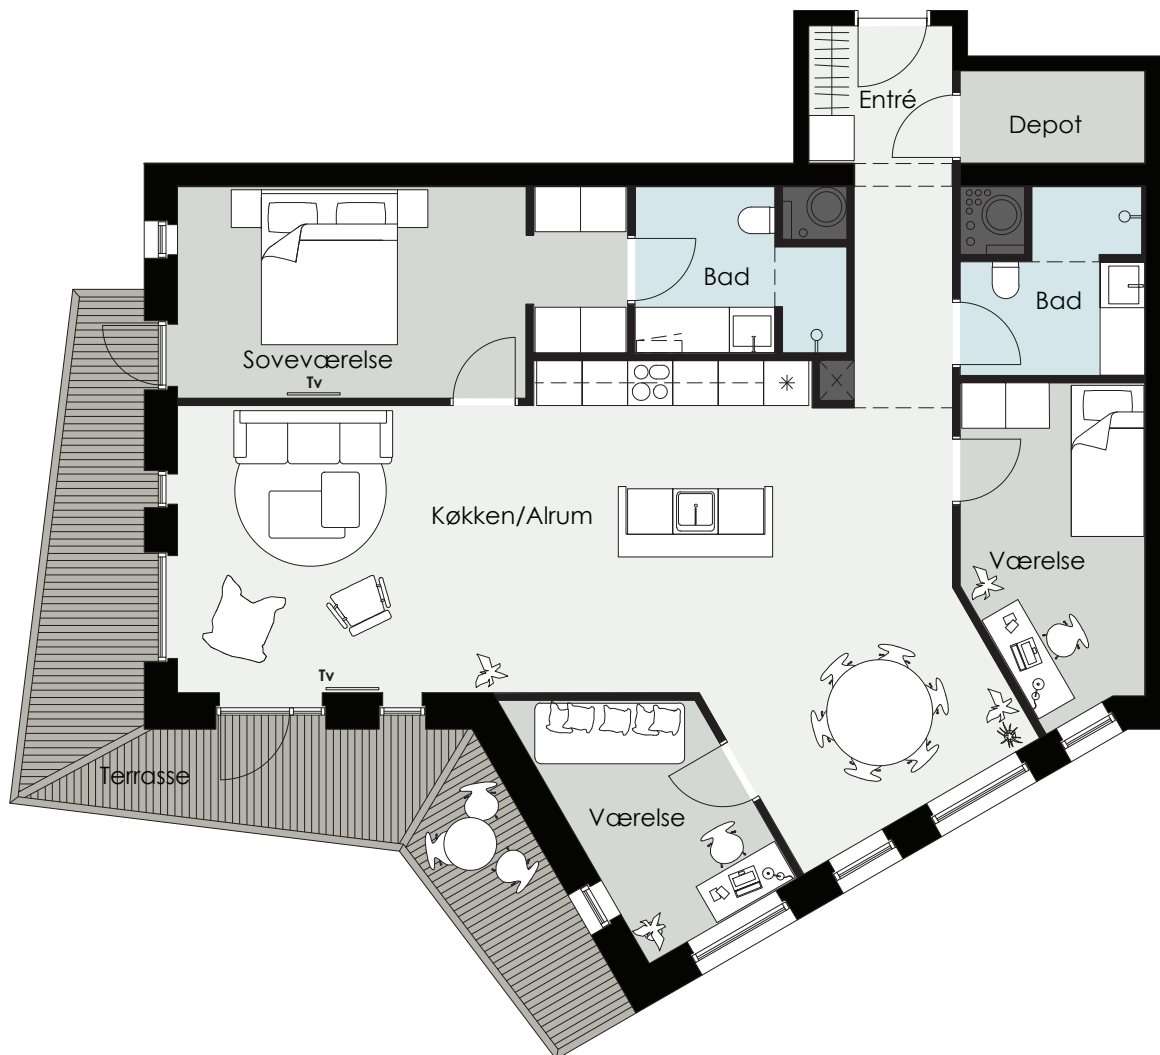 Entré
Depot
Bad
Bad
Soveværelse
Tv
Køkken/Alrum
Værelse
Tv
Terrasse
Værelse